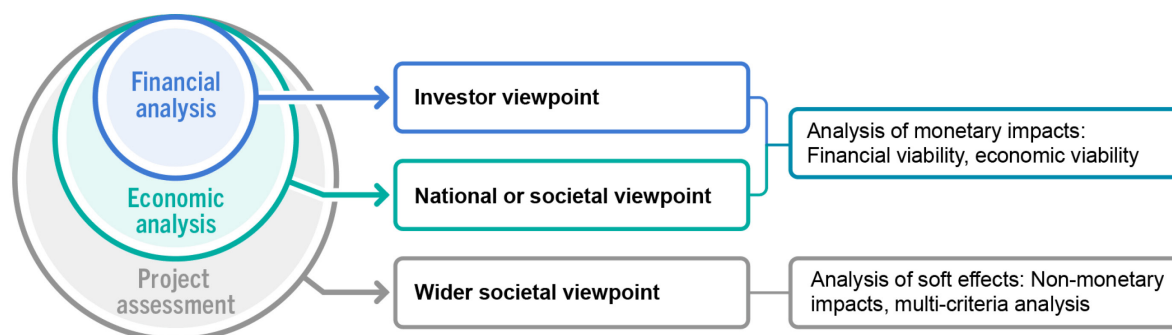 Financial
analysis
Economic
analysis
Project
assessment
Investor viewpoint
National or societal viewpoint
Wider societal viewpoint
Analysis of monetary impacts:
Financial viability, economic viability
Analysis of soft effects: Non-monetary
impacts, multi-criteria analysis